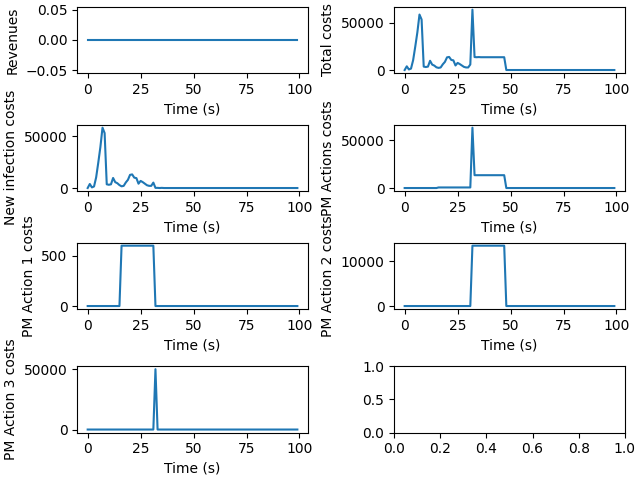 Revenues
0.05
0.00
−0.05
0 25 50 75 100
Time (s)
Total costs
50000
0
0 25 50 75 100
Time (s)
New infection costs
50000
0
0 25 50 75 100
Time (s)
PM Actions costs
50000
0
0 25 50 75 100
Time (s)
PM Action 1 costs
500
0
0 25 50 75 100
Time (s)
PM Action 2 costs
10000
0
0 25 50 75 100
Time (s)
PM Action 3 costs
50000
0
0 25 50 75 100
Time (s)
1.0
0.5
0.0
0.0 0.2 0.4 0.6 0.8 1.0